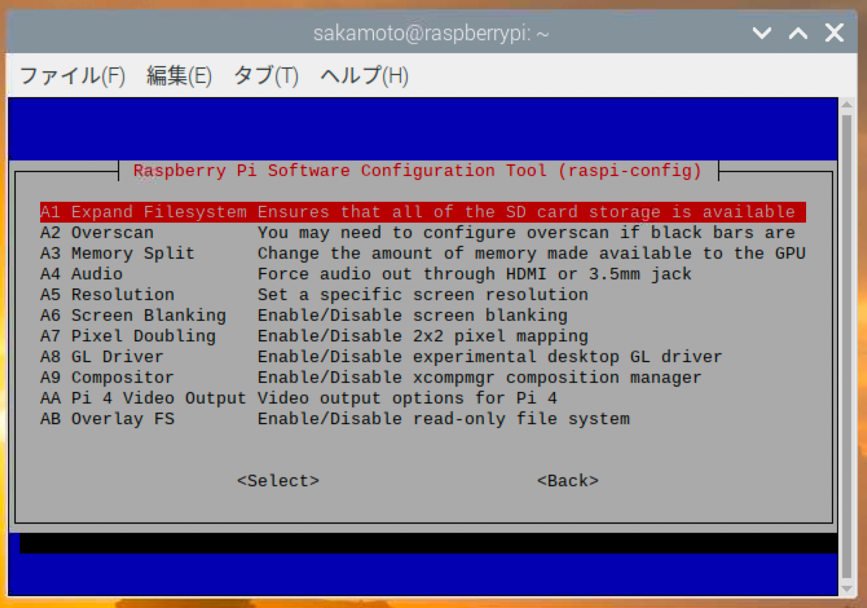 sakamoto@raspberrypi: ~
ファイル(F) 編集(E) タブ(T) ヘルプ(H)
Raspberry Pi Software Configuration Tool (raspi-config)
A1 Expand Filesystem Ensures that all of the SD card storage is available
A2 Overscan You may need to configure overscan if black bars are
A3 Memory Split Change the amount of memory made available to the GPU
A4 Audio Force audio out through HDMI or 3.5mm jack
A5 Resolution Set a specific screen resolution
A6 Screen Blanking Enable/Disable screen blanking
A7 Pixel Doubling Enable/Disable 2x2 pixel mapping
A8 GL Driver Enable/Disable experimental desktop GL driver
A9 Compositor Enable/Disable xcompmgr composition manager
AA Pi 4 Video Output Video output options for Pi 4
AB Overlay FS Enable/Disable read-only file system
<Select> <Back>